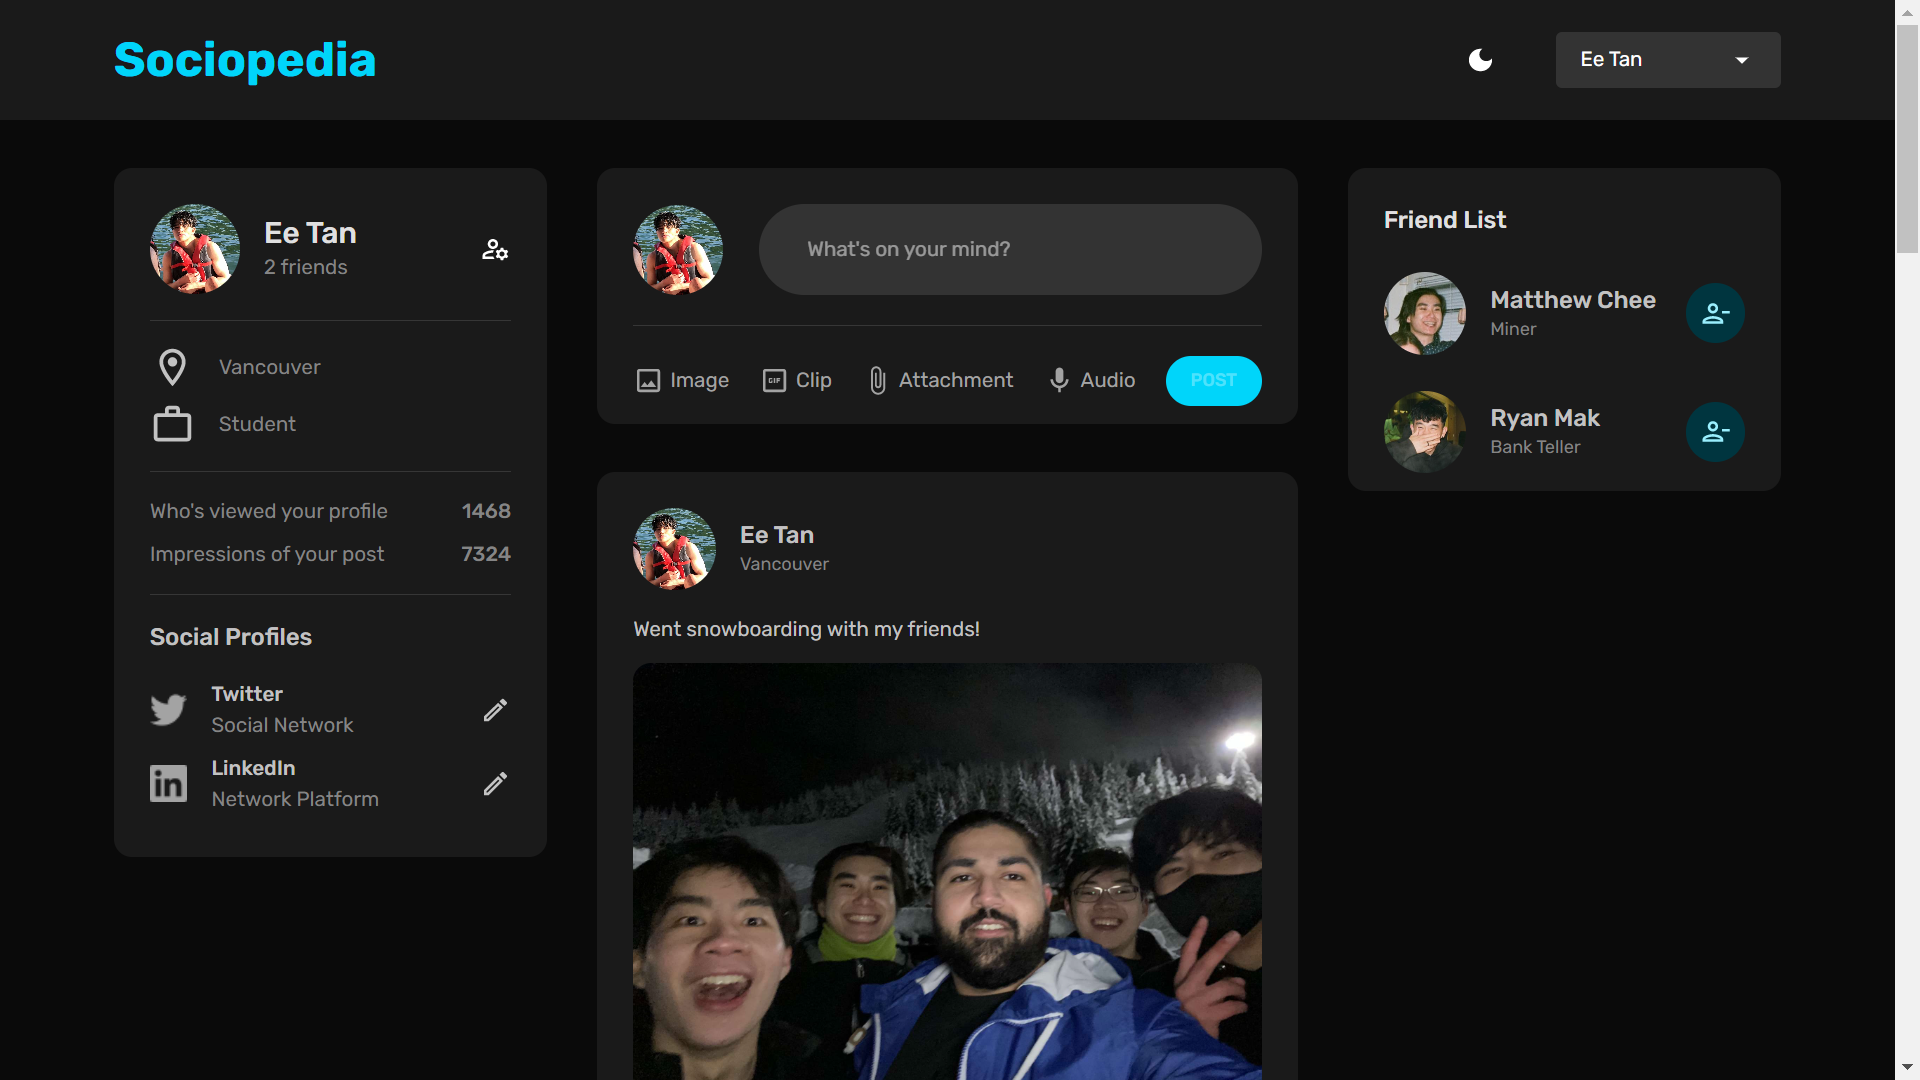 Sociopedia
Ee Tan
Ee Tan
2 friends
Vancouver
Student
Who's viewed your profile 1468
Impressions of your post 7324
Social Profiles
Twitter
Social Network
LinkedIn
Network Platform
What's on your mind?
Image GIF Clip Attachment Audio POST
Ee Tan
Vancouver
Went snowboarding with my friends!
Friend List
Matthew Chee
Miner
Ryan Mak
Bank Teller